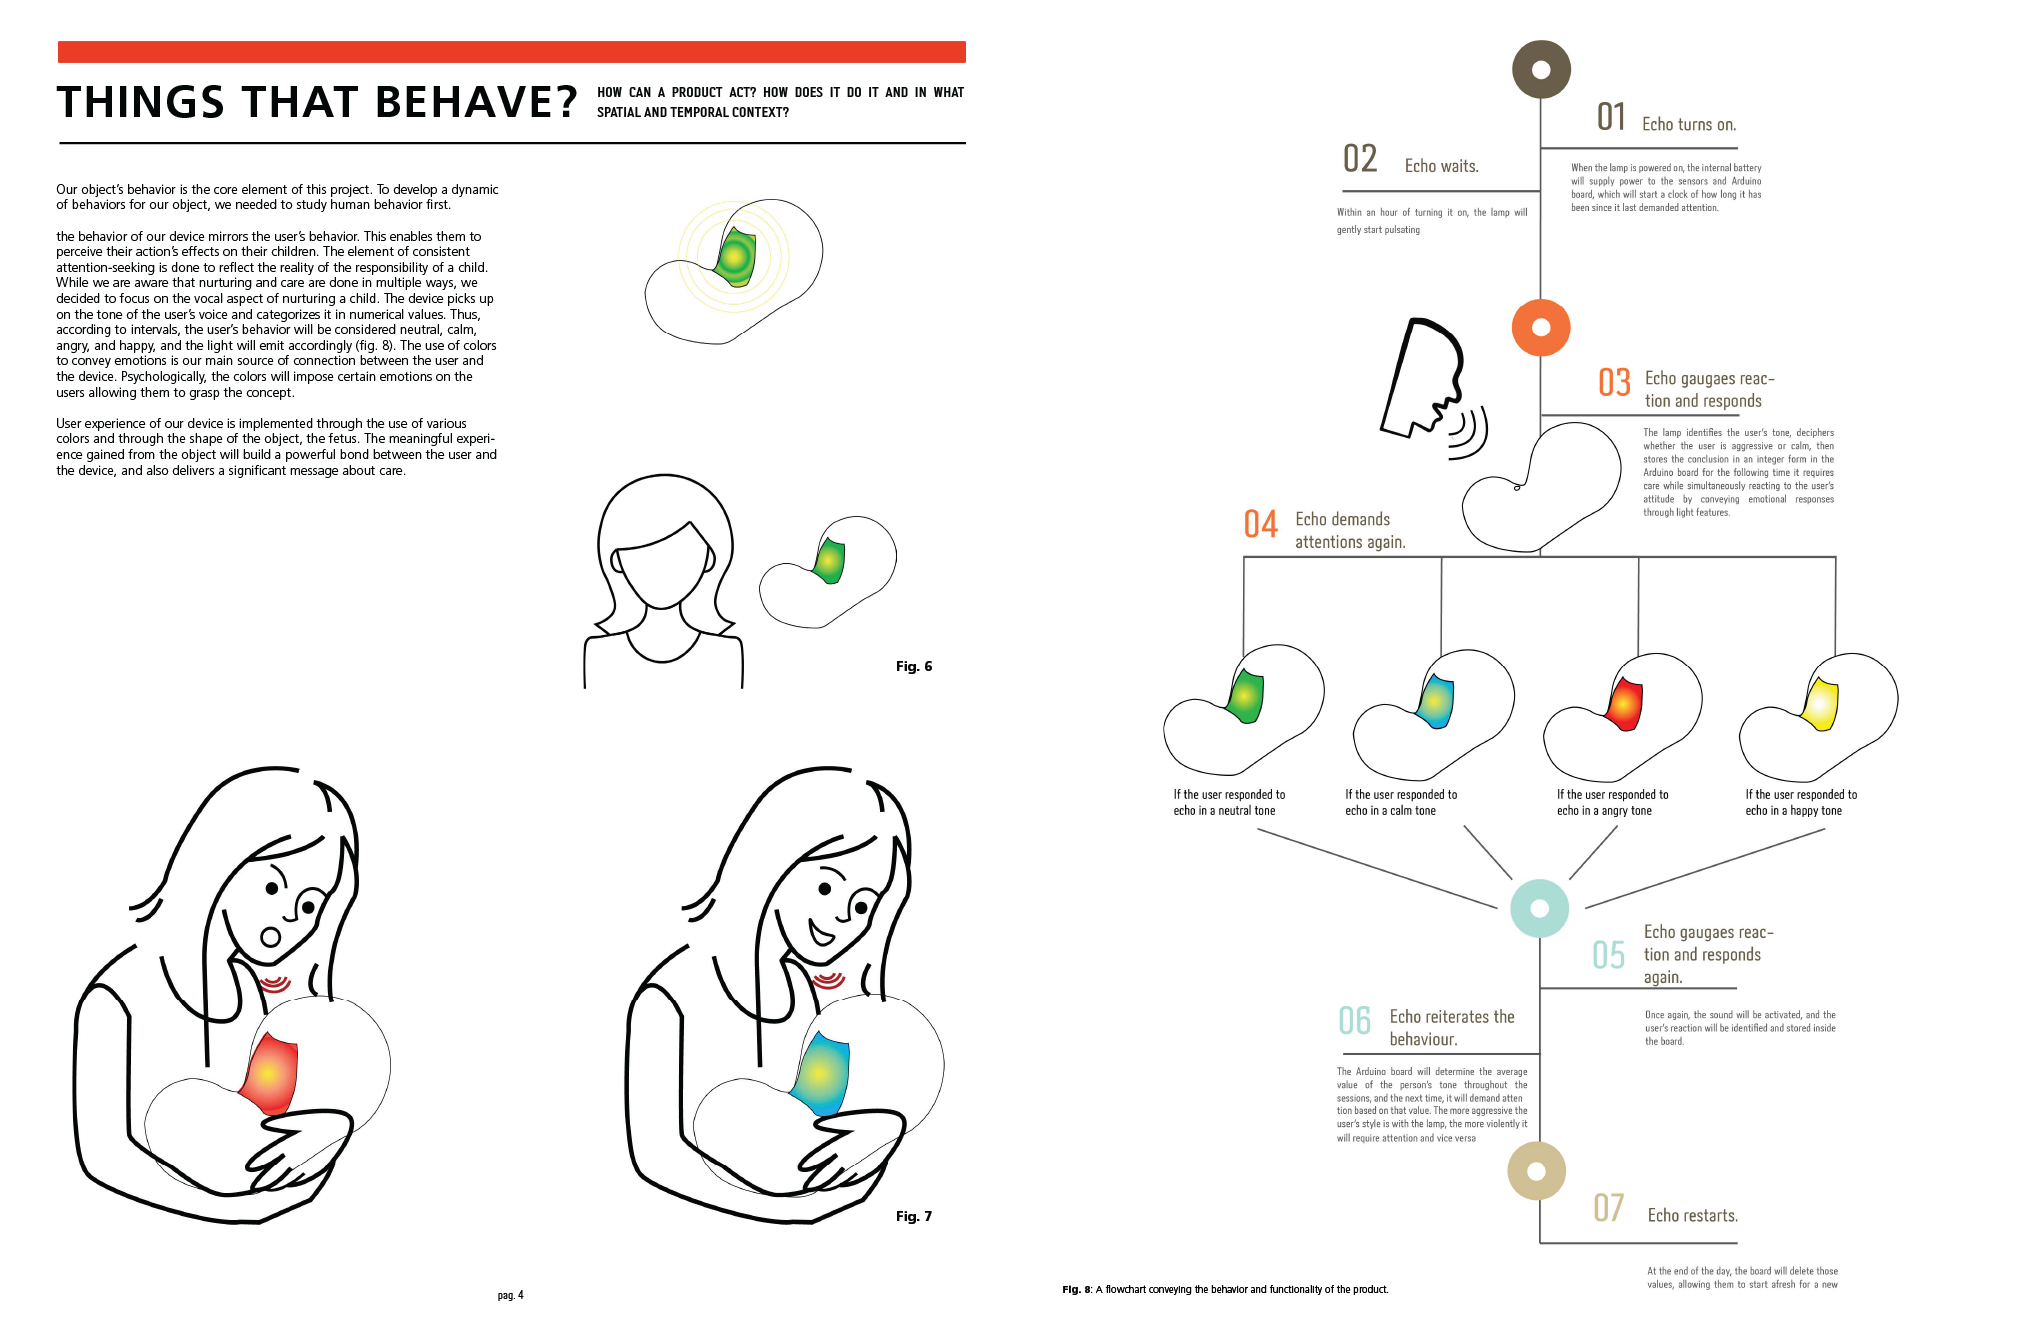 THINGS THAT BEHAVE?
HOW CAN A PRODUCT ACT? HOW DOES IT DO IT AND IN WHAT
SPATIAL AND TEMPORAL CONTEXT?
Our object's behavior is the core element of this project. To develop a dynamic
of behaviors for our object, we needed to study human behavior first.
the behavior of our device mirrors the user's behavior. This enables them to
perceive their action's effects on their children. The element of consistent
attention-seeking is done to reflect the reality of the responsibility of a child.
While we are aware that nurturing and care are done in multiple ways, we
decided to focus on the vocal aspect of nurturing a child. The device picks up
on the tone of the user's voice and categorizes it in numerical values. Thus,
according to intervals, the user's behavior will be considered neutral, calm,
angry, and happy, and the light will emit accordingly (fig. 8). The use of colors
to convey emotions is our main source of connection between the user and
the device. Psychologically, the colors will impose certain emotions on the
users allowing them to grasp the concept.
User experience of our device is implemented through the use of various
colors and through the shape of the object, the fetus. The meaningful experi-
ence gained from the object will build a powerful bond between the user and
the device, and also delivers a significant message about care.
Fig. 6
Fig. 7
pag. 4
01 Echo turns on.
When the lamp is powered on, the internal battery
will supply power to the sensors and Arduino
board, which will start a clock of how long it has
been since it last demanded attention.
02 Echo waits.
Within an hour of turning it on, the lamp will
gently start pulsating
03 Echo gaugaes reac-
tion and responds
The lamp identifies the user's tone, deciphers
whether the user is aggressive or calm, then
stores the conclusion in an integer form in the
Arduino board for the following time it requires
care while simultaneously reacting to the user's
attitude by conveying emotional responses
through light features.
04 Echo demands
attentions again.
If the user responded to
echo in a neutral tone
If the user responded to
echo in a calm tone
If the user responded to
echo in a angry tone
If the user responded to
echo in a happy tone
05 Echo gaugaes reac-
tion and responds
again.
Once again, the sound will be activated, and the
user's reaction will be identified and stored inside
the board.
06 Echo reiterates the
behaviour.
The Arduino board will determine the average
value of the person's tone throughout the
sessions, and the next time, it will demand atten
tion based on that value. The more aggressive the
user's style is with the lamp, the more violently it
will require attention and vice versa
07 Echo restarts.
At the end of the day, the board will delete those
values, allowing them to start afresh for a new
Fig. 8: A flowchart conveying the behavior and functionality of the product.